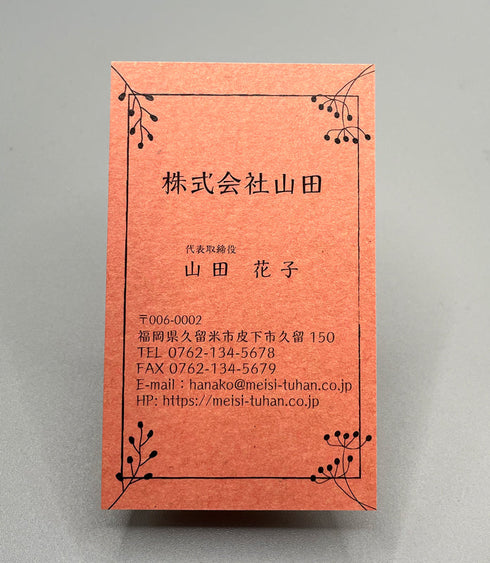 株式会社山田
代表取締役
山田 花子
〒006-0002
福岡県久留米市皮下市久留 150
TEL 0762-134-5678
FAX 0762-134-5679
E-mail：hanako@meisi-tuhan.co.jp
HP: https://meisi-tuhan.co.jp